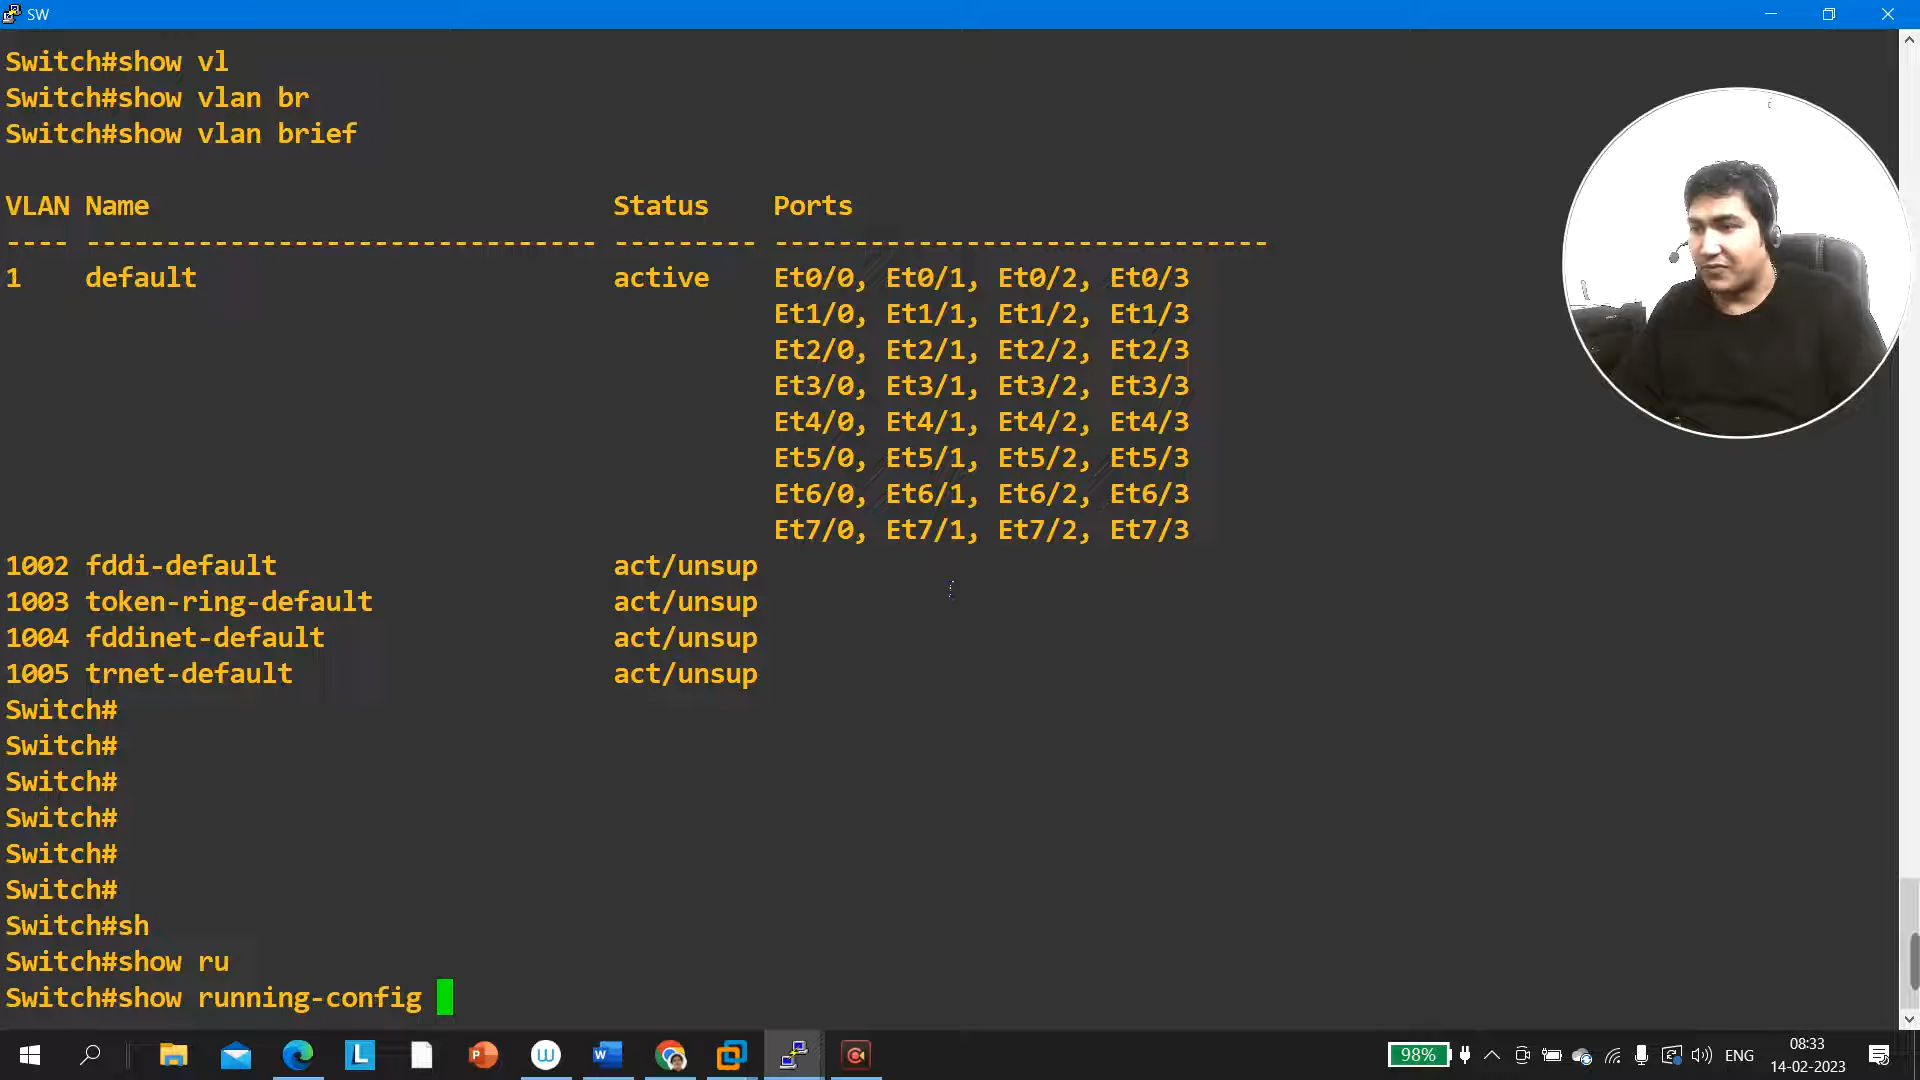 SW
Switch#show vl
Switch#show vlan br
Switch#show vlan brief
VLAN Name                             Status    Ports
---- -------------------------------- --------- -------------------------------
1    default                          active    Et0/0, Et0/1, Et0/2, Et0/3
                                                Et1/0, Et1/1, Et1/2, Et1/3
                                                Et2/0, Et2/1, Et2/2, Et2/3
                                                Et3/0, Et3/1, Et3/2, Et3/3
                                                Et4/0, Et4/1, Et4/2, Et4/3
                                                Et5/0, Et5/1, Et5/2, Et5/3
                                                Et6/0, Et6/1, Et6/2, Et6/3
                                                Et7/0, Et7/1, Et7/2, Et7/3
1002 fddi-default                     act/unsup
1003 token-ring-default               act/unsup
1004 fddinet-default                  act/unsup
1005 trnet-default                    act/unsup
Switch#
Switch#
Switch#
Switch#
Switch#
Switch#
Switch#sh
Switch#show ru
Switch#show running-config
98% ENG 08:33
14-02-2023